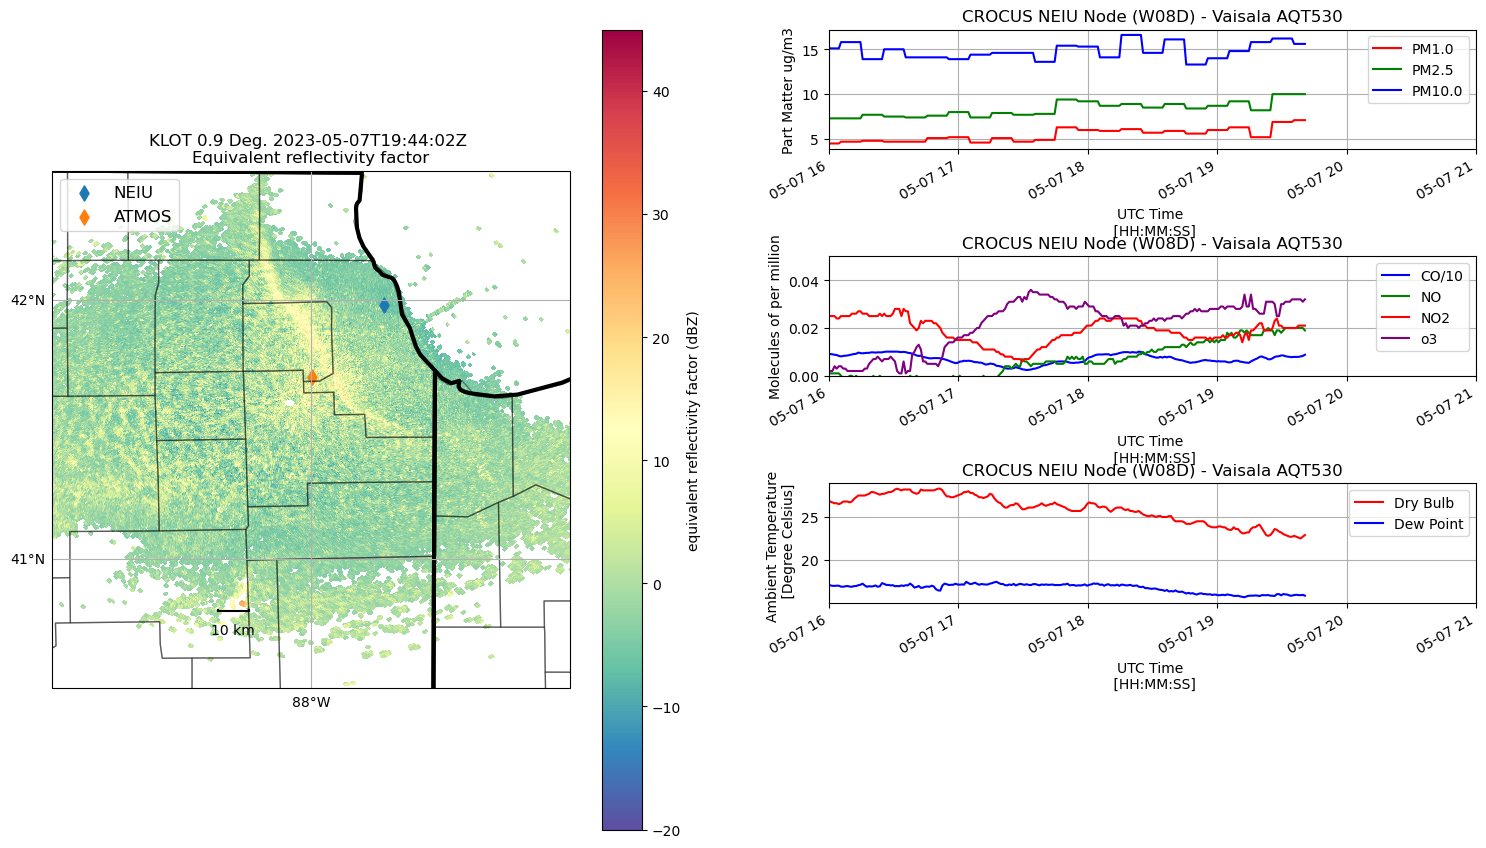 KLOT 0.9 Deg. 2023-05-07T19:44:02Z
Equivalent reflectivity factor
NEIU
ATMOS
42°N
41°N
88°W
10 km
40
30
20
10
0
−10
−20
equivalent reflectivity factor (dBZ)
CROCUS NEIU Node (W08D) - Vaisala AQT530
Part Matter ug/m3
15
10
5
PM1.0
PM2.5
PM10.0
05-07 16
05-07 17
05-07 18
05-07 19
05-07 20
05-07 21
UTC Time
[HH:MM:SS]
CROCUS NEIU Node (W08D) - Vaisala AQT530
Molecules of per million
0.04
0.02
0.00
CO/10
NO
NO2
o3
05-07 16
05-07 17
05-07 18
05-07 19
05-07 20
05-07 21
UTC Time
[HH:MM:SS]
CROCUS NEIU Node (W08D) - Vaisala AQT530
Ambient Temperature
[Degree Celsius]
25
20
Dry Bulb
Dew Point
05-07 16
05-07 17
05-07 18
05-07 19
05-07 20
05-07 21
UTC Time
[HH:MM:SS]